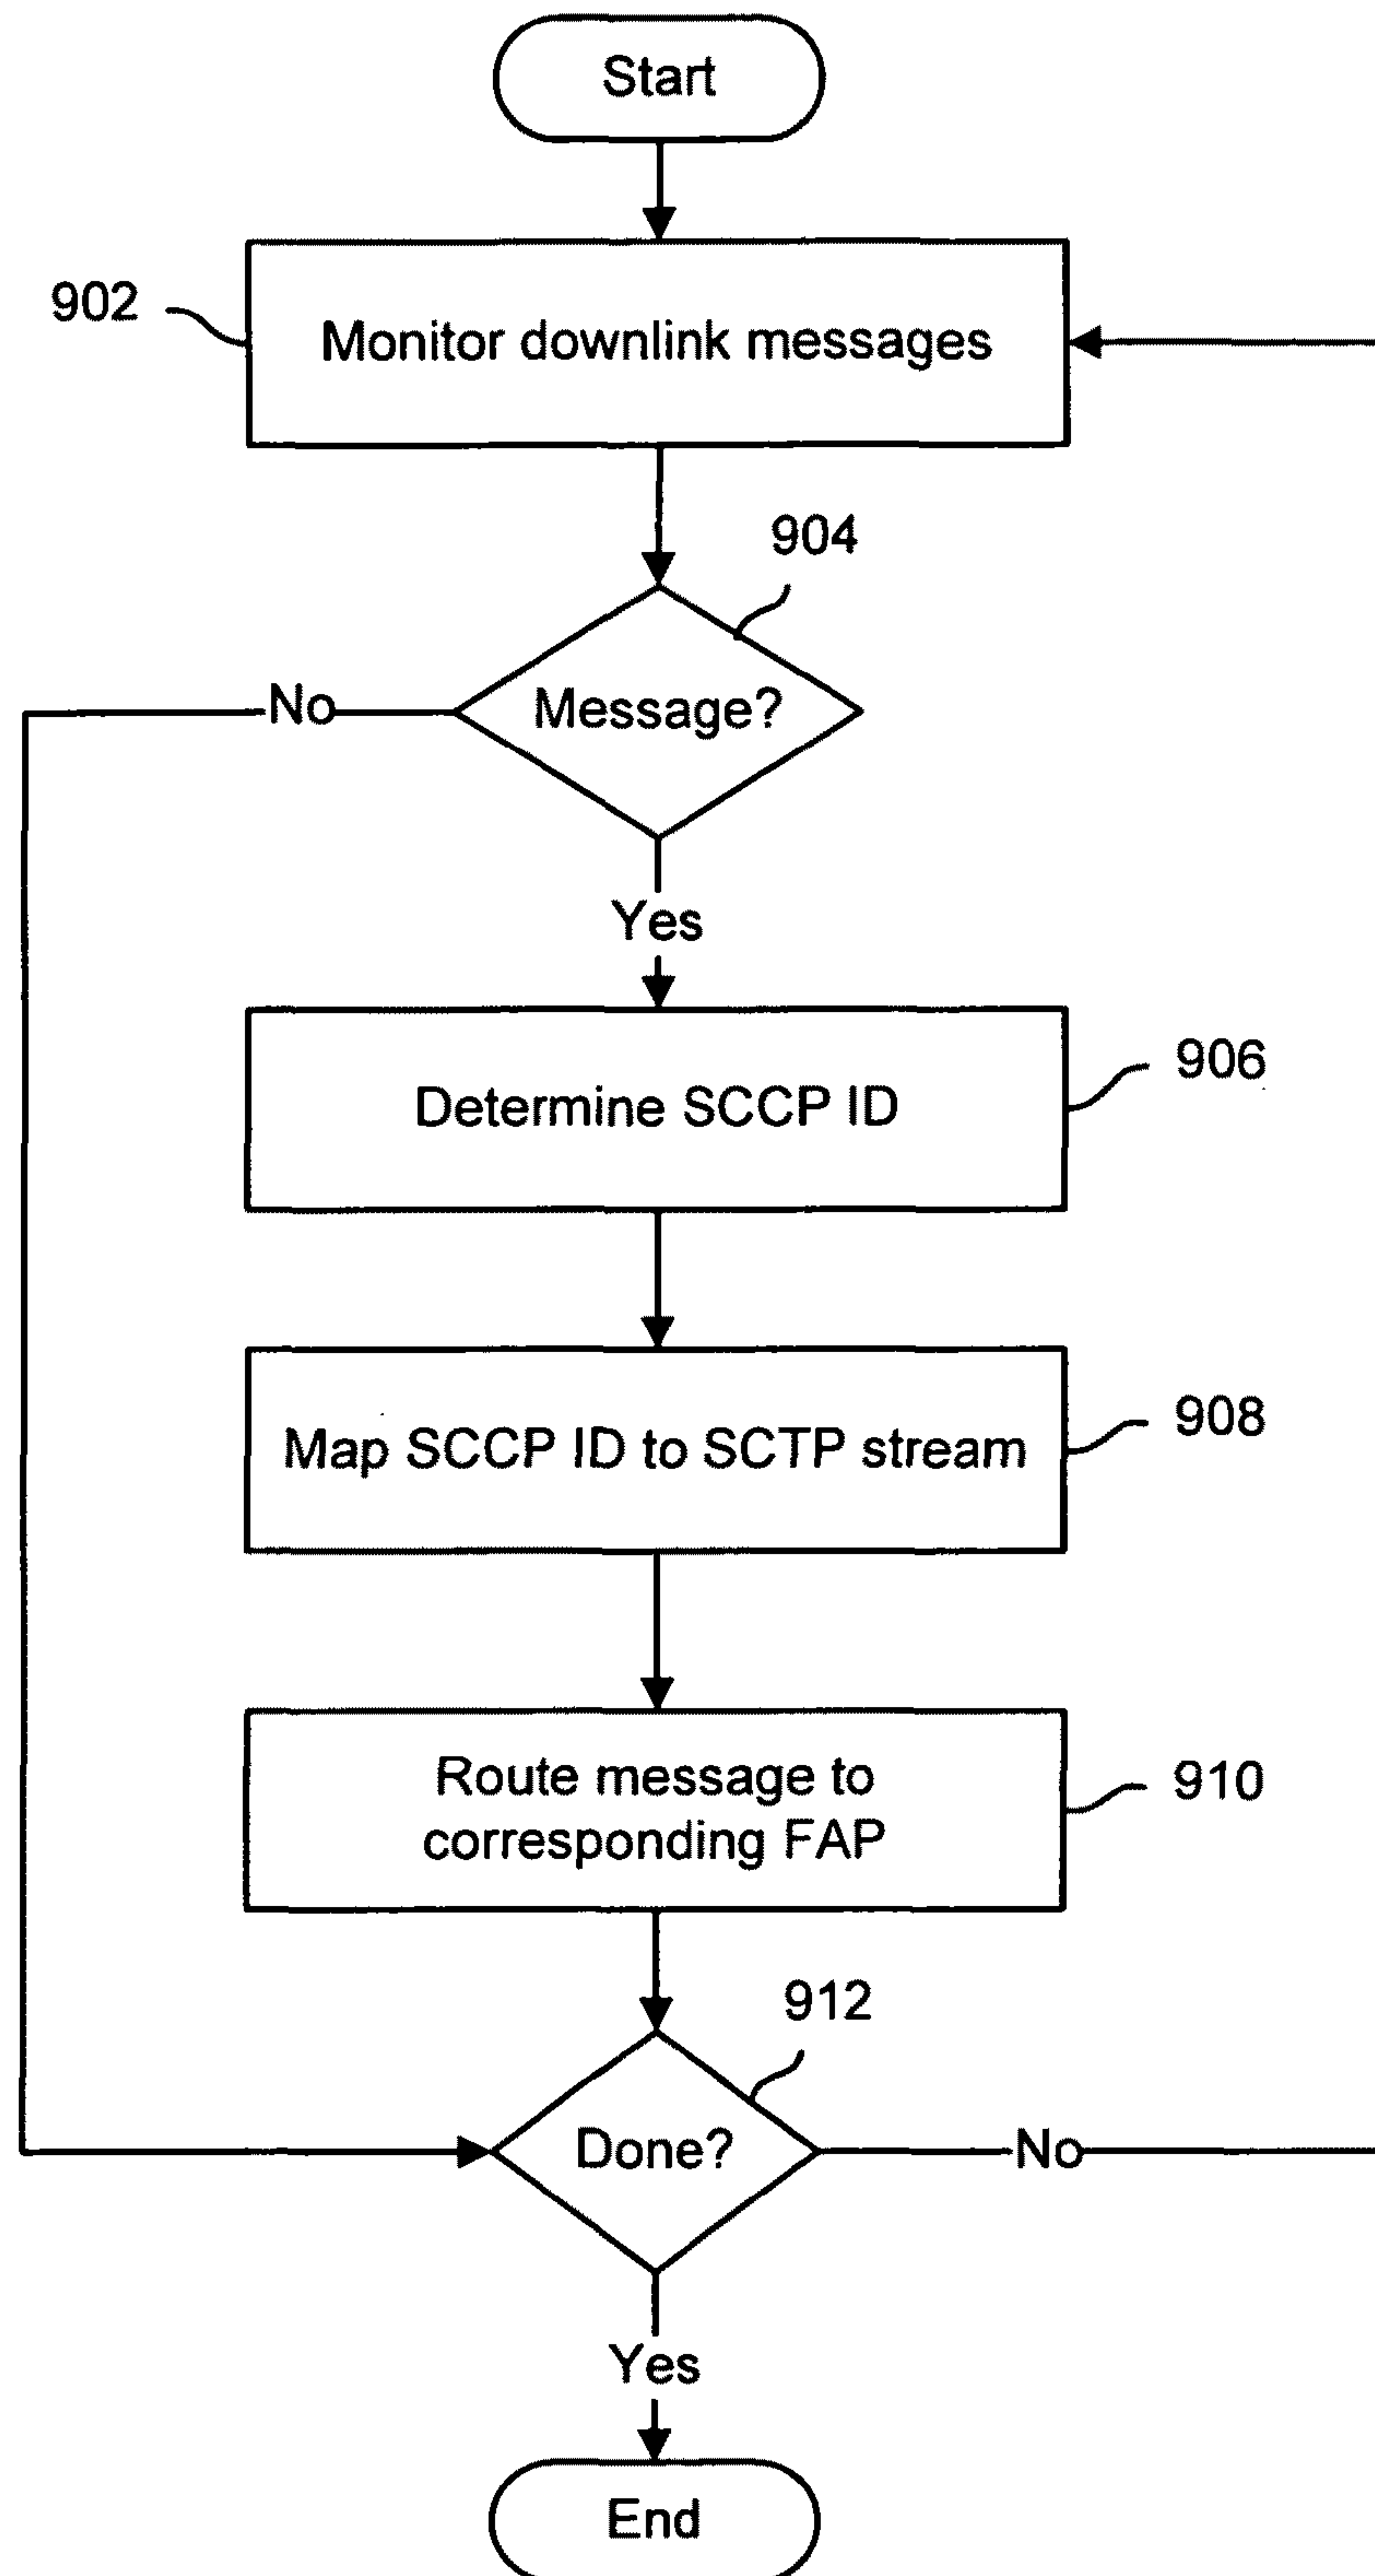 Start
902
Monitor downlink messages
904
Message?
No
Yes
906
Determine SCCP ID
908
Map SCCP ID to SCTP stream
910
Route message to
corresponding FAP
912
Done?
No
Yes
End